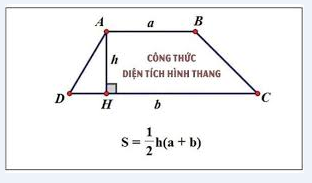 A a B
h
CÔNG THỨC
DIỆN TÍCH HÌNH THANG
D H b C
S = 1/2 h(a + b)